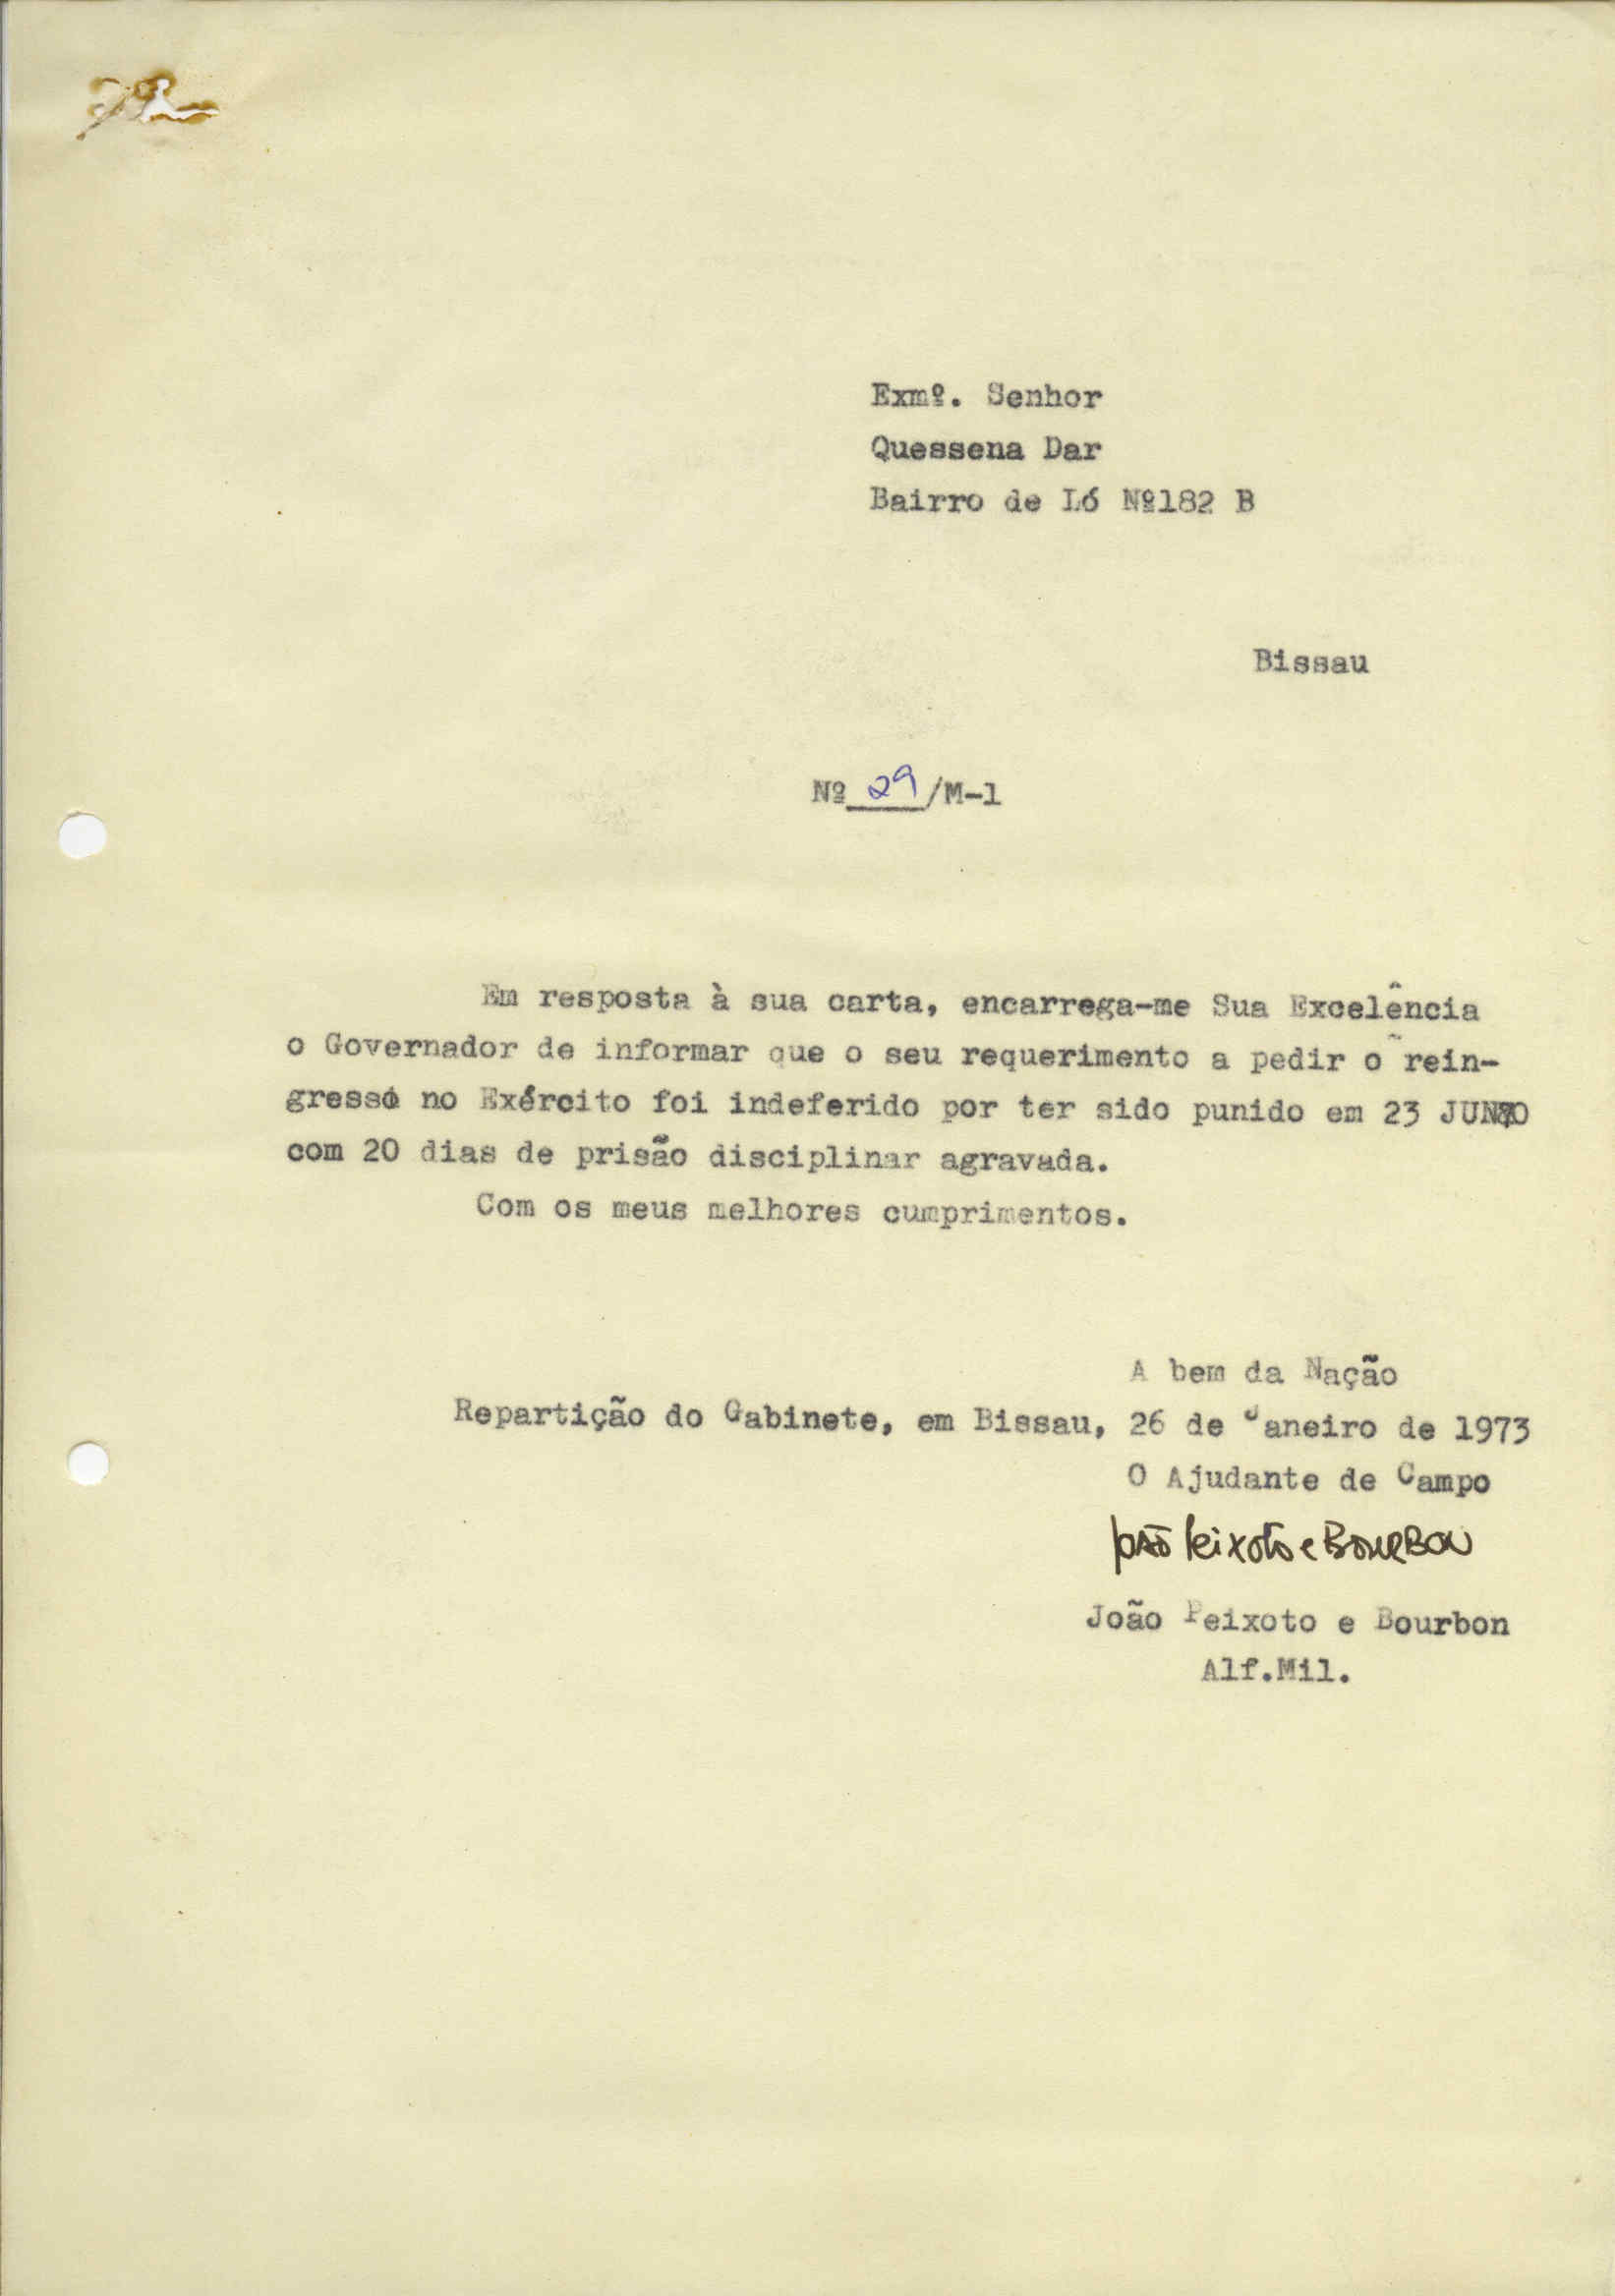 Exmº. Senhor
Quessena Dar
Bairro de Ló Nº182 B
Bissau
Nº 29/M-1
Em resposta à sua carta, encarrega-me Sua Excelência
o Governador de informar que o seu requerimento a pedir o rein-
gresso no Exército foi indeferido por ter sido punido em 23 JUN70
com 20 dias de prisão disciplinar agravada.
Com os meus melhores cumprimentos.
A bem da Nação
Repartição do Gabinete, em Bissau, 26 de Janeiro de 1973
O Ajudante de Campo
João Peixoto e Bourbon
João Peixoto e Bourbon
Alf.Mil.